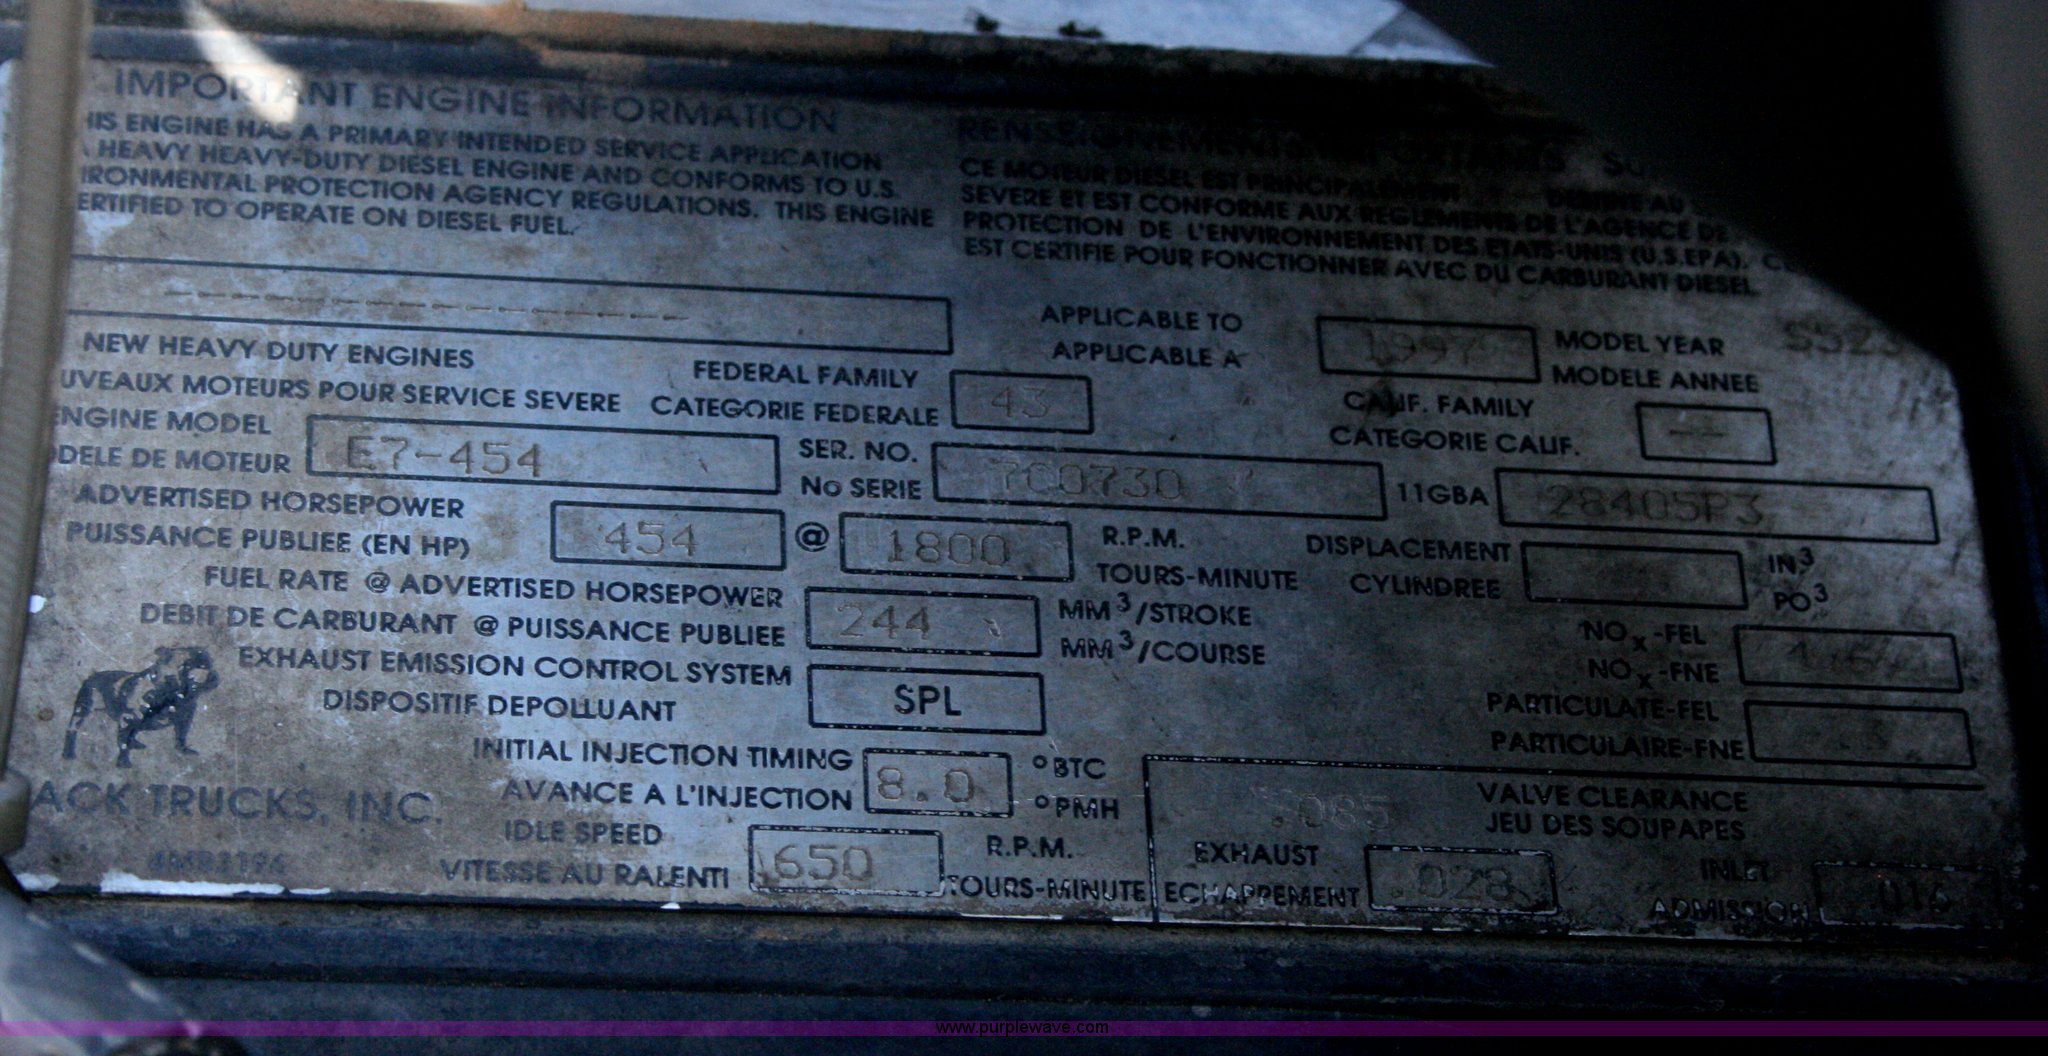 IMPORTANT ENGINE INFORMATION
HIS ENGINE HAS A PRIMARY INTENDED SERVICE APPLICATION
A HEAVY HEAVY-DUTY DIESEL ENGINE AND CONFORMS TO U.S.
IRONMENTAL PROTECTION AGENCY REGULATIONS. THIS ENGINE
ERTIFIED TO OPERATE ON DIESEL FUEL.
RENSEIGNEMENTS IMPORTANTS
CE MOTEUR DIESEL EST PRINCIPALEMENT DESTINE AU
SEVERE ET EST CONFORME AUX REGLEMENTS DE L'AGENCE DE
PROTECTION DE L'ENVIRONNEMENT DES ETATS-UNIS (U.S.EPA).
EST CERTIFIE POUR FONCTIONNER AVEC DU CARBURANT DIESEL
APPLICABLE TO 1997 MODEL YEAR
APPLICABLE A MODELE ANNEE
NEW HEAVY DUTY ENGINES
UVEAUX MOTEURS POUR SERVICE SEVERE
FEDERAL FAMILY 43
CATEGORIE FEDERALE
CALIF. FAMILY --
CATEGORIE CALIF.
NGINE MODEL E7-454
DELE DE MOTEUR
SER. NO. 7C0730
No SERIE
11GBA 28405P3
ADVERTISED HORSEPOWER 454 @ 1800 R.P.M.
PUISSANCE PUBLIEE (EN HP) TOURS-MINUTE
DISPLACEMENT IN3
CYLINDREE PO3
FUEL RATE @ ADVERTISED HORSEPOWER 244 MM3/STROKE
DEBIT DE CARBURANT @ PUISSANCE PUBLIEE MM3/COURSE
NOx-FEL
NOx-FNE
EXHAUST EMISSION CONTROL SYSTEM SPL
DISPOSITIF DEPOLLUANT
PARTICULATE-FEL
PARTICULAIRE-FNE
INITIAL INJECTION TIMING 8.0 °BTC
AVANCE A L'INJECTION °PMH
ACK TRUCKS, INC.
IDLE SPEED 650 R.P.M.
VITESSE AU RALENTI TOURS-MINUTE
.085 VALVE CLEARANCE
JEU DES SOUPAPES
EXHAUST .028
ECHAPPEMENT
INLET .016
ADMISSION
www.purplewave.com